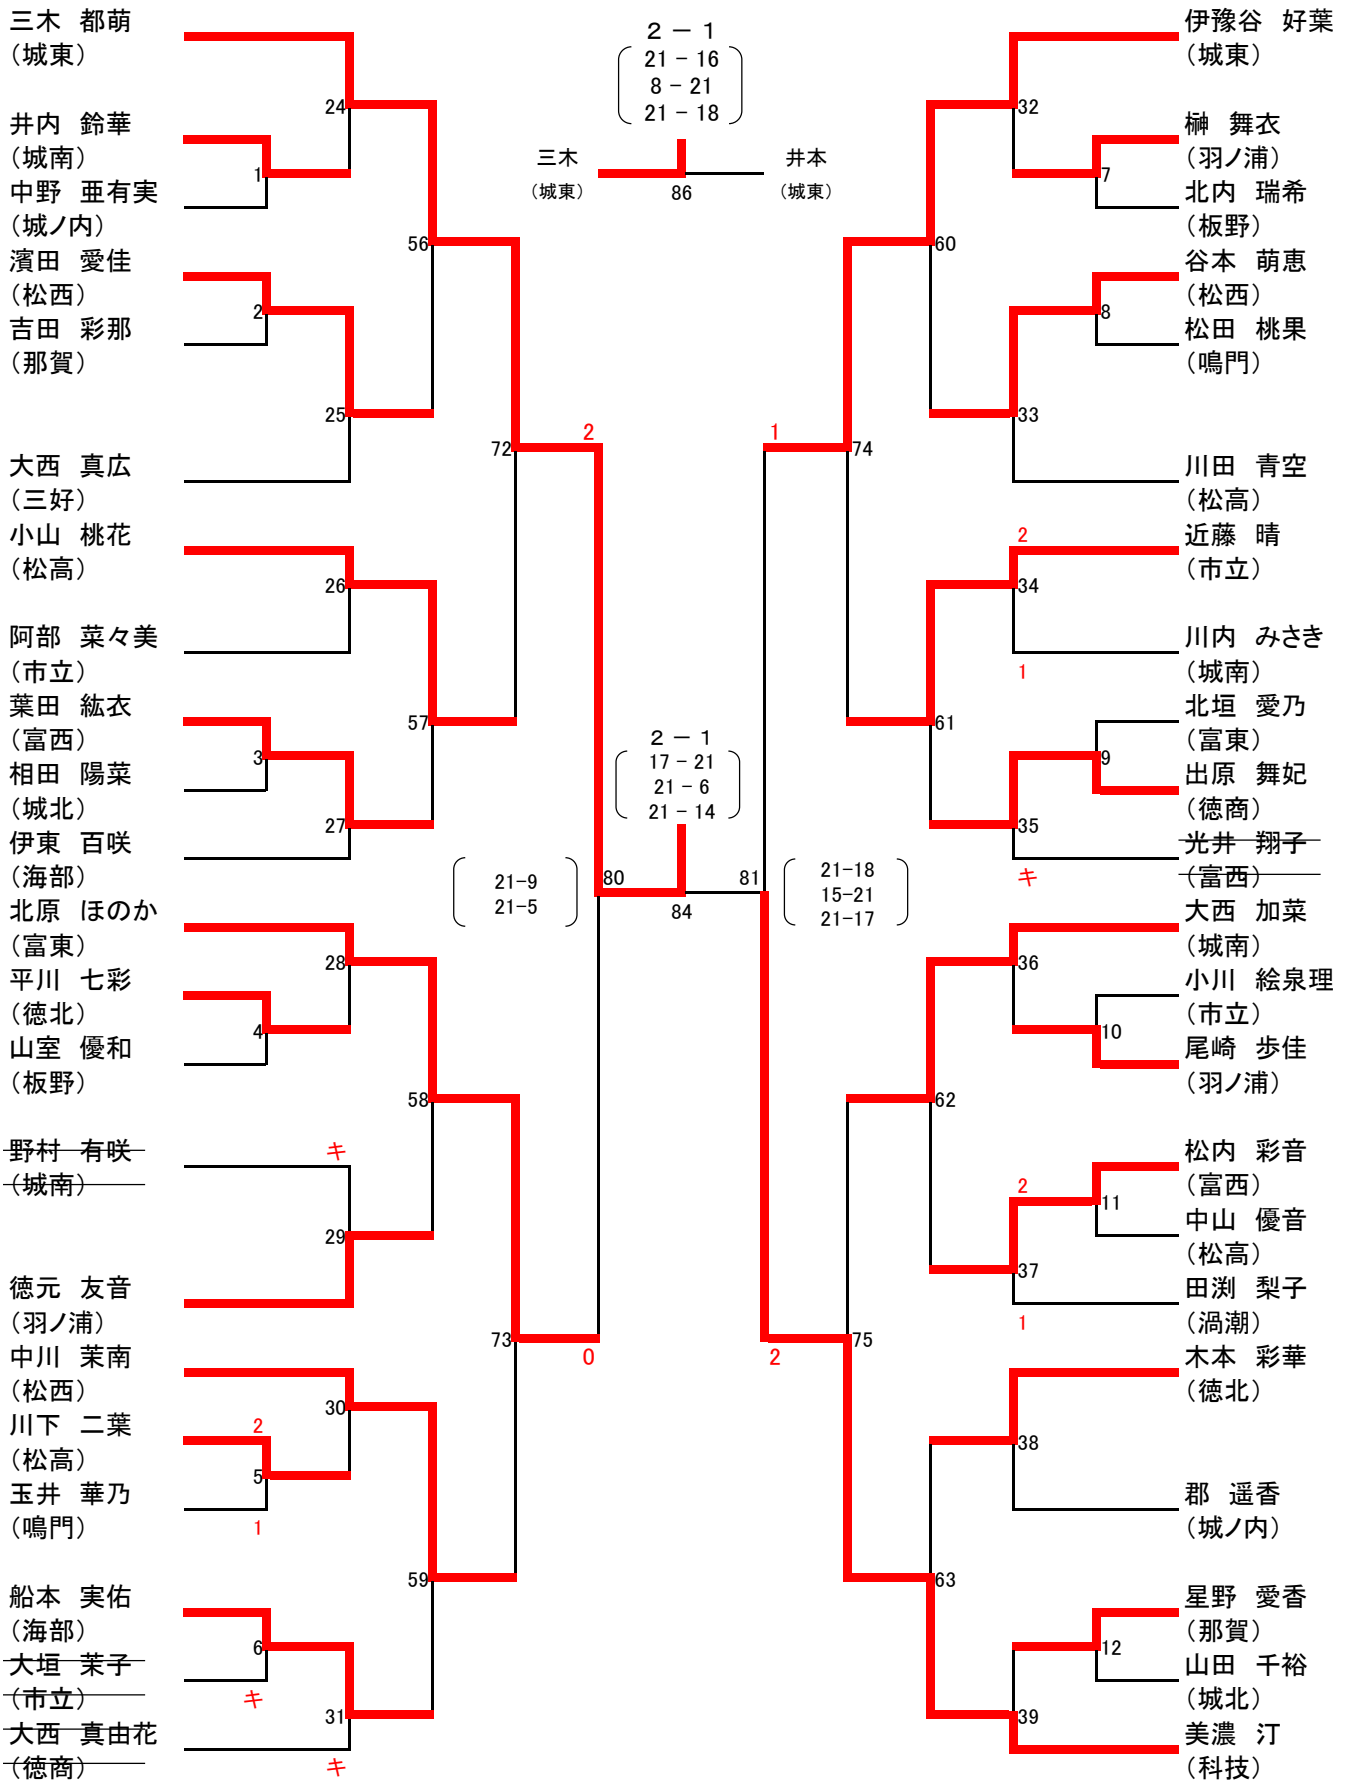 三木 都萌
（城東）
24
井内 鈴華
（城南）
1
中野 亜有実
（城ノ内）
56
濱田 愛佳
（松西）
2
吉田 彩那
（那賀）
25
大西 真広
（三好）
72
2
小山 桃花
（松高）
26
阿部 菜々美
（市立）
57
葉田 紘衣
（富西）
3
相田 陽菜
（城北）
27
伊東 百咲
（海部）
北原 ほのか
（富東）
28
平川 七彩
（徳北）
4
山室 優和
（板野）
58
野村 有咲
（城南）
キ
29
徳元 友音
（羽ノ浦）
73
0
中川 茉南
（松西）
30
川下 二葉
（松高）
2
5
玉井 華乃
（鳴門）
1
59
船本 実佑
（海部）
6
大垣 茉子
（市立）
キ
31
大西 真由花
（徳商）
キ
2 － 1
21 － 16
8 － 21
21 － 18
三木
（城東）
86
井本
（城東）
2 － 1
17 － 21
21 － 6
21 － 14
21-9
21-5
80
84
81
21-18
15-21
21-17
伊豫谷 好葉
（城東）
32
榊 舞衣
（羽ノ浦）
7
北内 瑞希
（板野）
60
谷本 萌恵
（松西）
8
松田 桃果
（鳴門）
33
川田 青空
（松高）
1
74
近藤 晴
（市立）
2
34
川内 みさき
（城南）
1
61
北垣 愛乃
（富東）
9
出原 舞妃
（徳商）
35
光井 翔子
（富西）
キ
大西 加菜
（城南）
36
小川 絵泉理
（市立）
10
尾崎 歩佳
（羽ノ浦）
62
松内 彩音
（富西）
2
11
中山 優音
（松高）
37
田渕 梨子
（渦潮）
1
2
75
木本 彩華
（徳北）
38
郡 遥香
（城ノ内）
63
星野 愛香
（那賀）
12
山田 千裕
（城北）
39
美濃 汀
（科技）